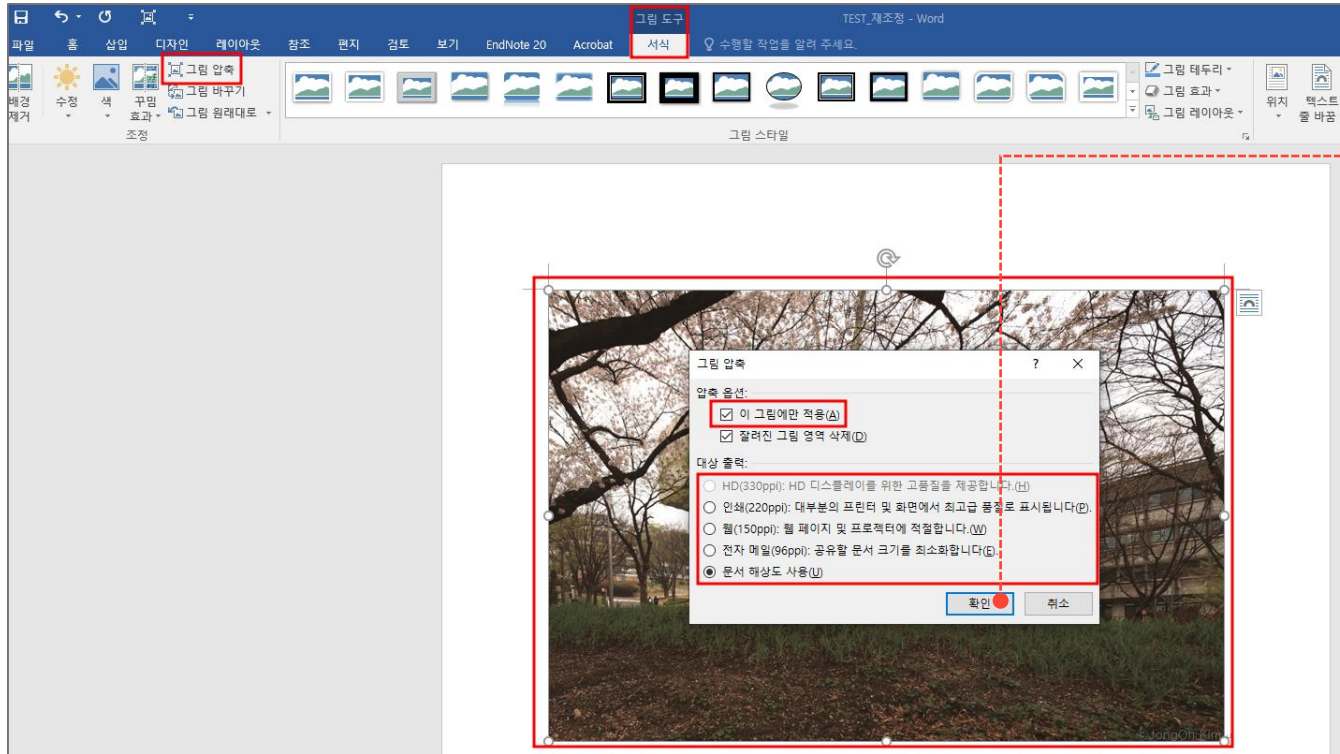 그림 도구
TEST_재조정 - Word
파일 홈 삽입 디자인 레이아웃 참조 편지 검토 보기 EndNote 20 Acrobat 서식 수행할 작업을 알려 주세요.
배경 제거
수정
색
꾸밈 효과
그림 압축
그림 바꾸기
그림 원래대로
조정
그림 스타일
그림 테두리
그림 효과
그림 레이아웃
위치
텍스트 줄 바꿈
그림 압축 ?
압축 옵션:
이 그림에만 적용(A)
잘려진 그림 영역 삭제(D)
대상 출력:
HD(330ppi): HD 디스플레이를 위한 고품질을 제공합니다.(H)
인쇄(220ppi): 대부분의 프린터 및 화면에서 최고급 품질로 표시됩니다(P).
웹(150ppi): 웹 페이지 및 프로젝터에 적절합니다.(W)
전자 메일(96ppi): 공유할 문서 크기를 최소화합니다(E).
문서 해상도 사용(U)
확인 취소
©JongOh Kim